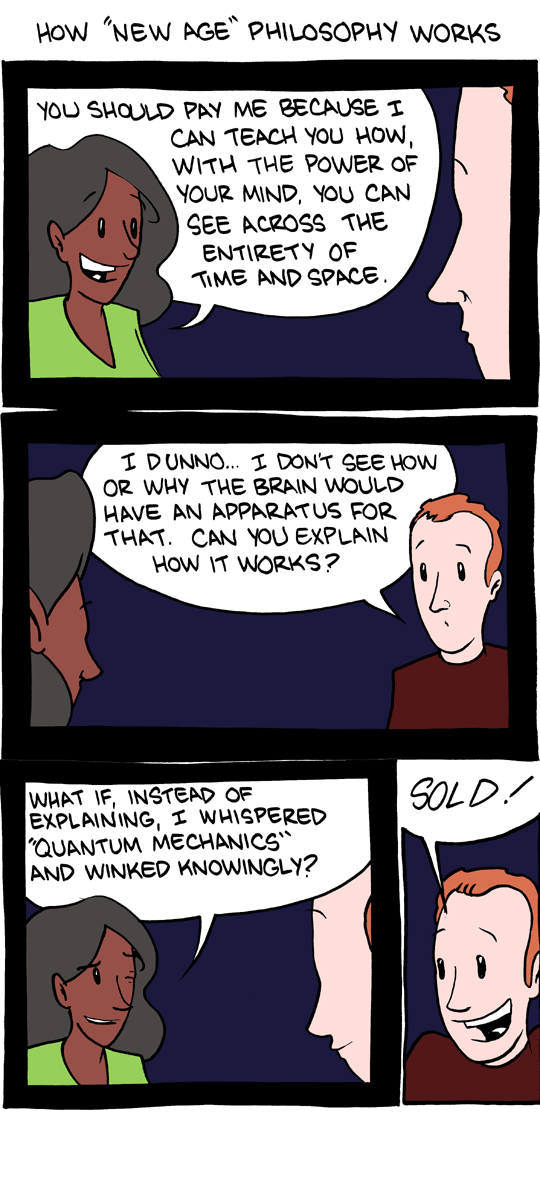 HOW "NEW AGE" PHILOSOPHY WORKS
YOU SHOULD PAY ME BECAUSE I
CAN TEACH YOU HOW,
WITH THE POWER OF
YOUR MIND, YOU CAN
SEE ACROSS THE
ENTIRETY OF
TIME AND SPACE.
I DUNNO... I DON'T SEE HOW
OR WHY THE BRAIN WOULD
HAVE AN APPARATUS FOR
THAT. CAN YOU EXPLAIN
HOW IT WORKS?
WHAT IF, INSTEAD OF
EXPLAINING, I WHISPERED
"QUANTUM MECHANICS"
AND WINKED KNOWINGLY?
SOLD!